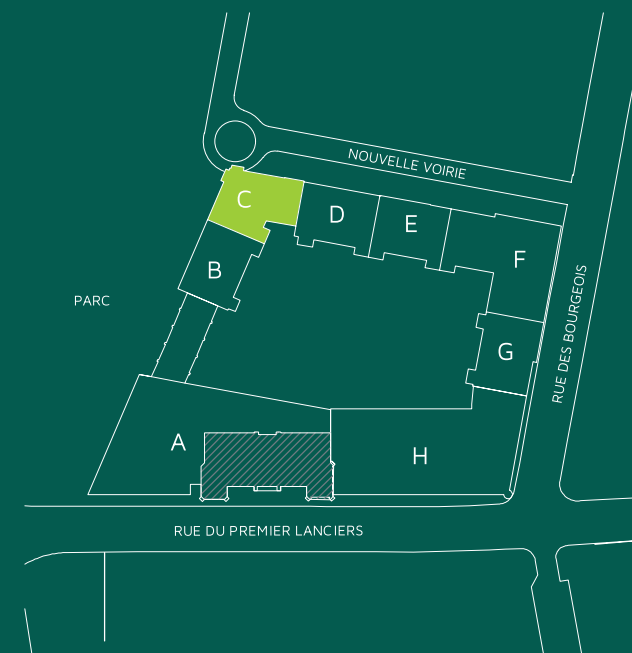 NOUVELLE VOIRIE
C
D
E
F
B
PARC
RUE DES BOURGEOIS
G
A
H
RUE DU PREMIER LANCIERS